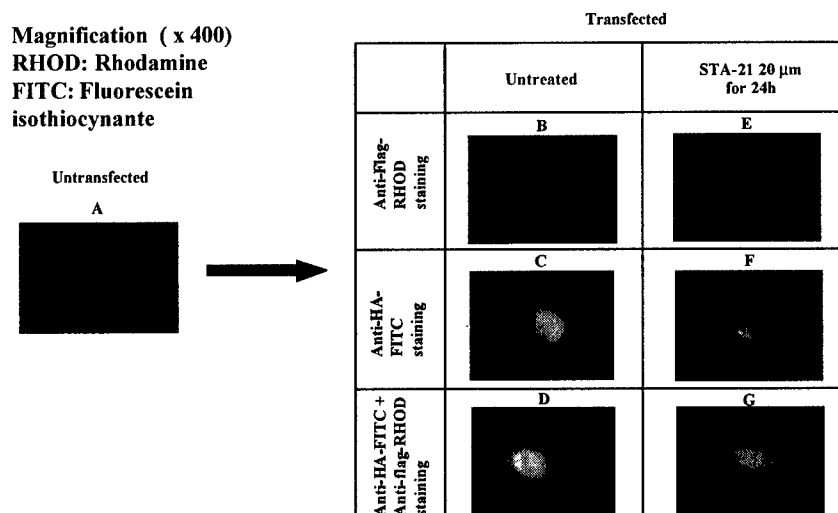 Magnification ( x 400)
RHOD: Rhodamine
FITC: Fluorescein
isothiocynante
Untransfected
A
Transfected
Untreated
STA-21 20 μm
for 24h
Anti-Flag-
RHOD
staining
B
E
Anti-HA-
FITC
staining
C
F
Anti-HA-FITC +
Anti-flag-RHOD
staining
D
G